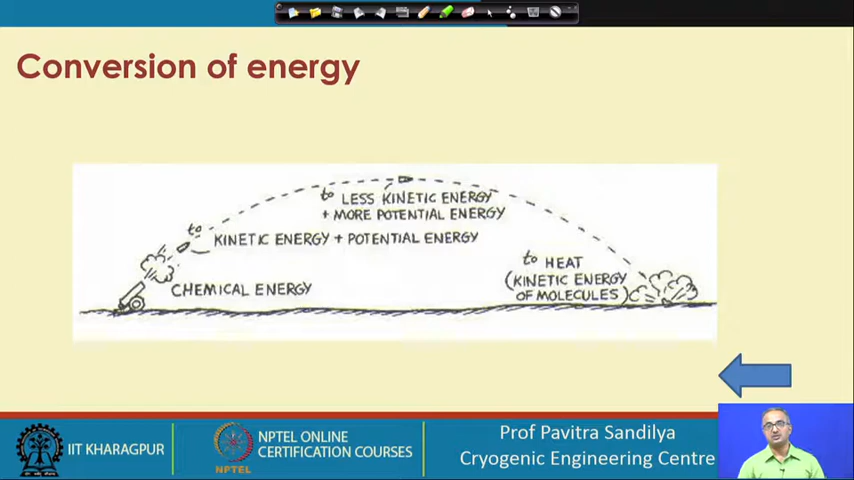 Conversion of energy
to LESS KINETIC ENERGY
+ MORE POTENTIAL ENERGY
to
KINETIC ENERGY + POTENTIAL ENERGY
CHEMICAL ENERGY
to HEAT
(KINETIC ENERGY
OF MOLECULES)
IIT KHARAGPUR
NPTEL
NPTEL ONLINE
CERTIFICATION COURSES
Prof Pavitra Sandilya
Cryogenic Engineering Centre